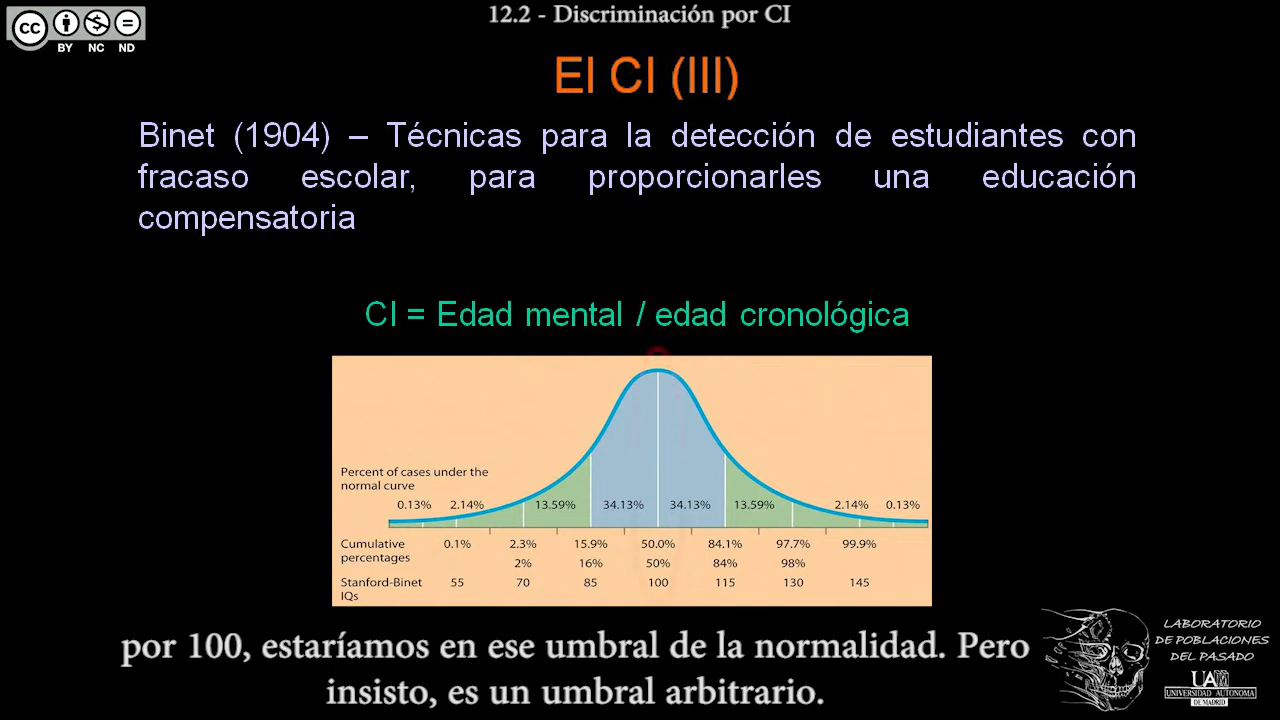 12.2 - Discriminación por CI
cc
BY NC ND
El CI (III)
Binet (1904) – Técnicas para la detección de estudiantes con
fracaso escolar, para proporcionarles una educación
compensatoria
CI = Edad mental / edad cronológica
Percent of cases under the
normal curve
0.13% 2.14% 13.59% 34.13% 34.13% 13.59% 2.14% 0.13%
Cumulative
percentages
0.1% 2.3% 15.9% 50.0% 84.1% 97.7% 99.9%
2% 16% 50% 84% 98%
Stanford-Binet
IQs
55 70 85 100 115 130 145
por 100, estaríamos en ese umbral de la normalidad. Pero
insisto, es un umbral arbitrario.
LABORATORIO
DE POBLACIONES
DEL PASADO
UAM
UNIVERSIDAD AUTONOMA
DE MADRID